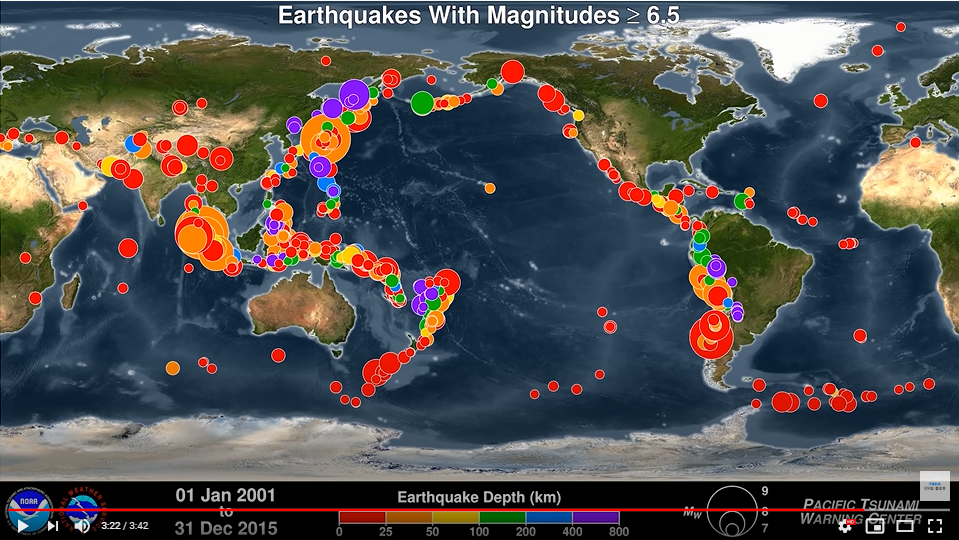 Earthquakes With Magnitudes ≥ 6.5
01 Jan 2001
to
31 Dec 2015
Earthquake Depth (km)
0 25 50 100 200 400 800
Mw
9
8
7
PACIFIC TSUNAMI
WARNING CENTER
NOAA
3:22 / 3:42
HD